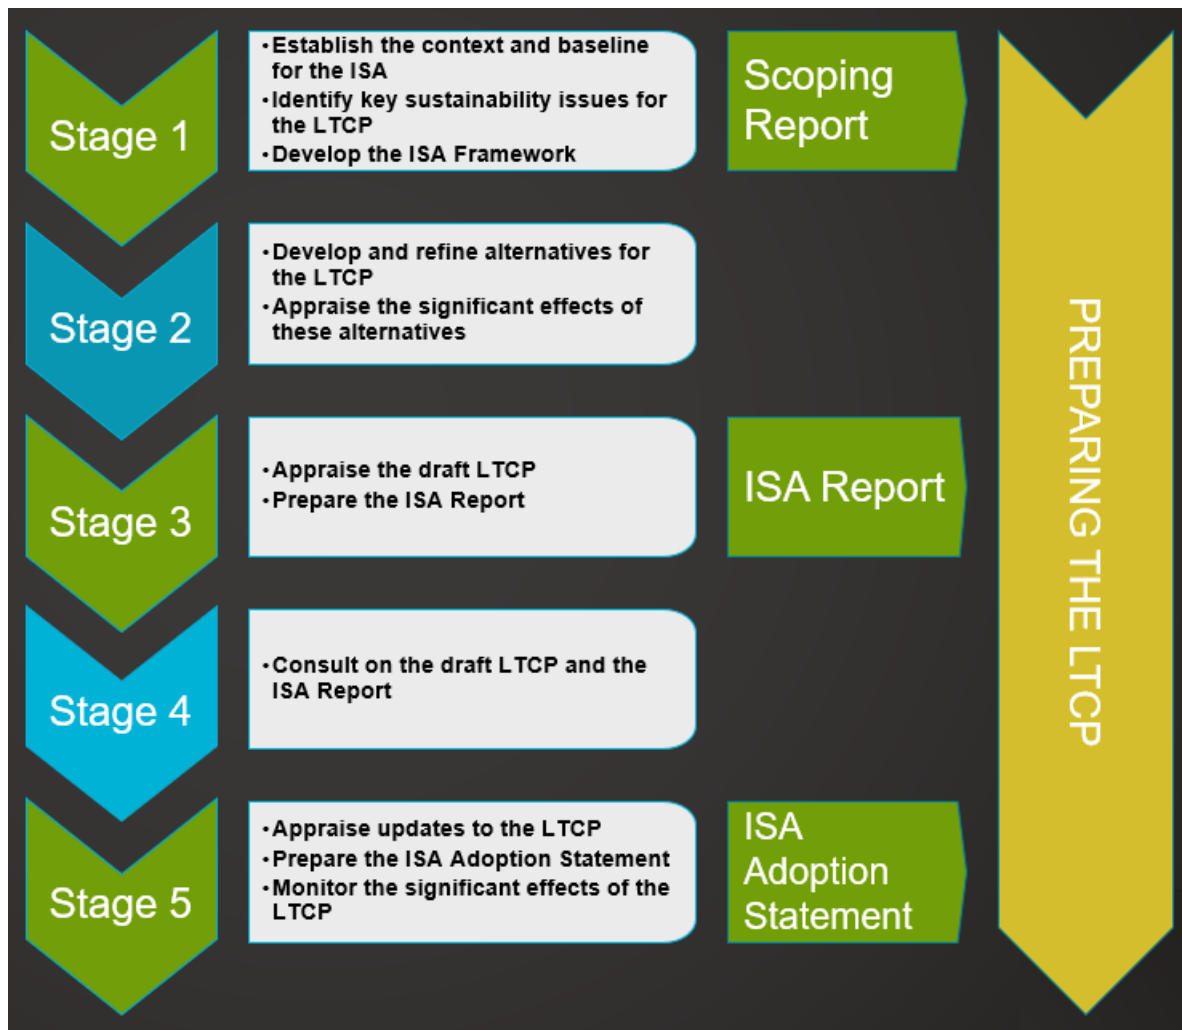 Stage 1
•Establish the context and baseline
for the ISA
•Identify key sustainability issues for
the LTCP
•Develop the ISA Framework
Scoping
Report
Stage 2
•Develop and refine alternatives for
the LTCP
•Appraise the significant effects of
these alternatives
Stage 3
•Appraise the draft LTCP
•Prepare the ISA Report
ISA Report
Stage 4
•Consult on the draft LTCP and the
ISA Report
Stage 5
•Appraise updates to the LTCP
•Prepare the ISA Adoption Statement
•Monitor the significant effects of the
LTCP
ISA
Adoption
Statement
PREPARING THE LTCP